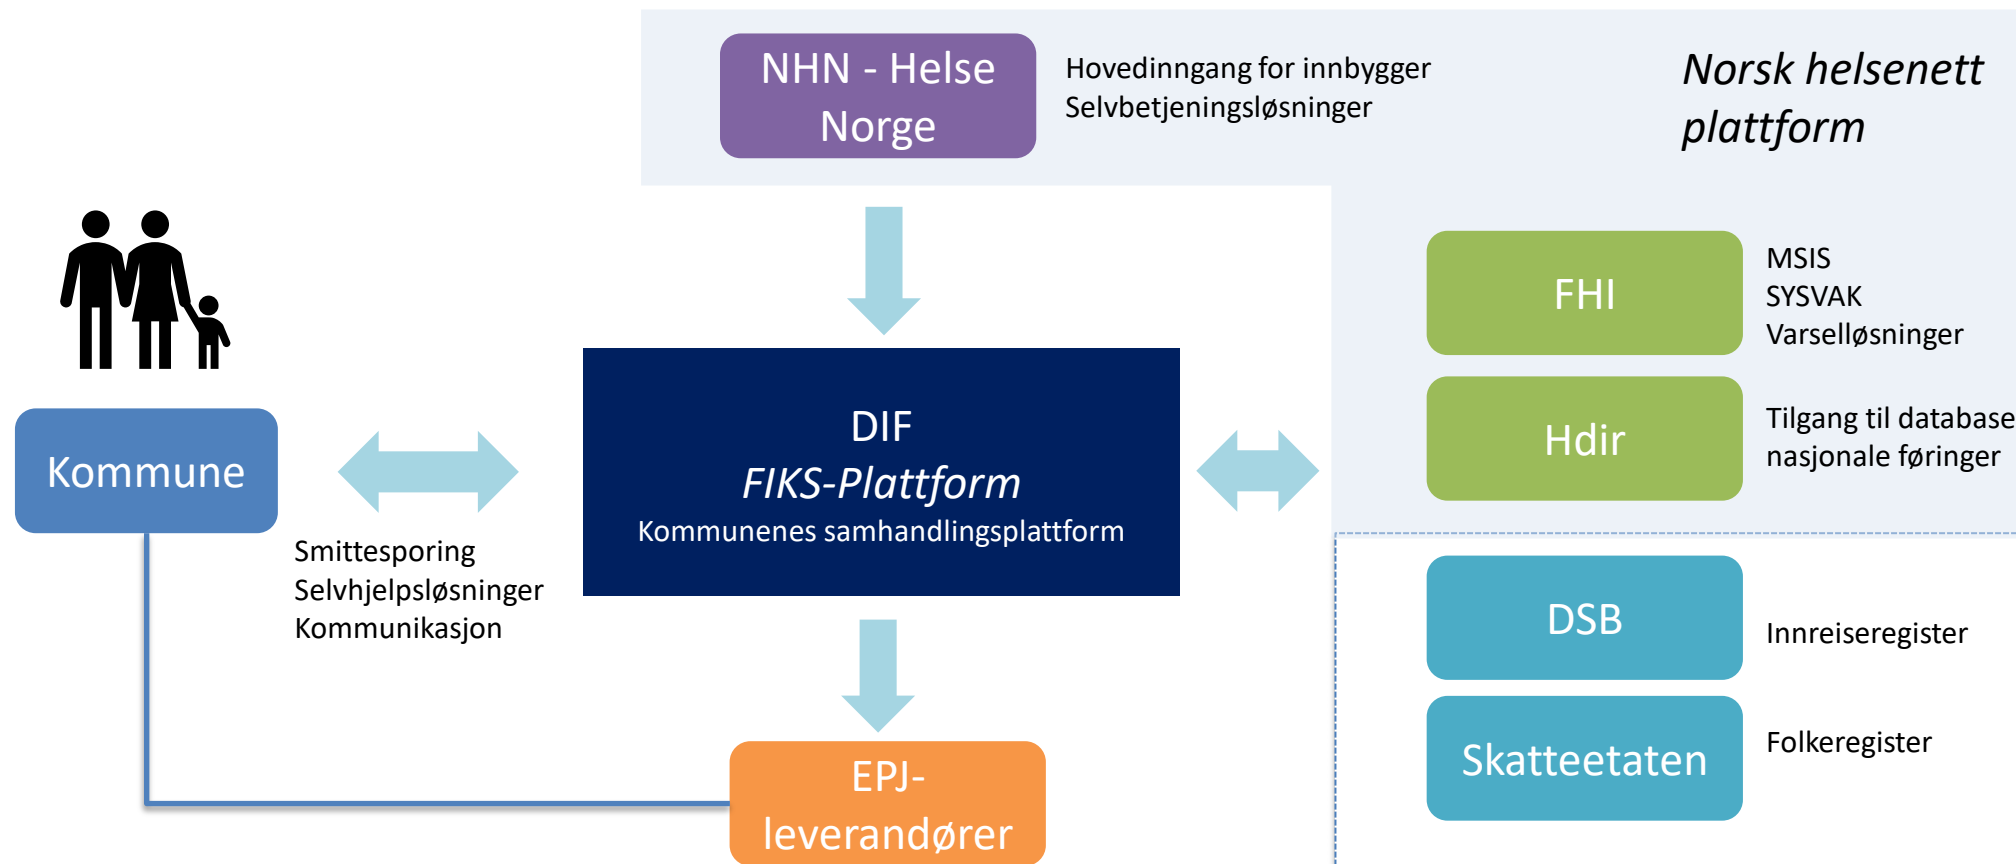 NHN - Helse
Norge
Hovedinngang for innbygger
Selvbetjeningsløsninger
Norsk helsenett
plattform
FHI
MSIS
SYSVAK
Varselløsninger
Hdir
Tilgang til database
nasjonale føringer
Kommune
Smittesporing
Selvhjelpsløsninger
Kommunikasjon
DIF
FIKS-Plattform
Kommunenes samhandlingsplattform
DSB
Innreiseregister
Skatteetaten
Folkeregister
EPJ-
leverandører